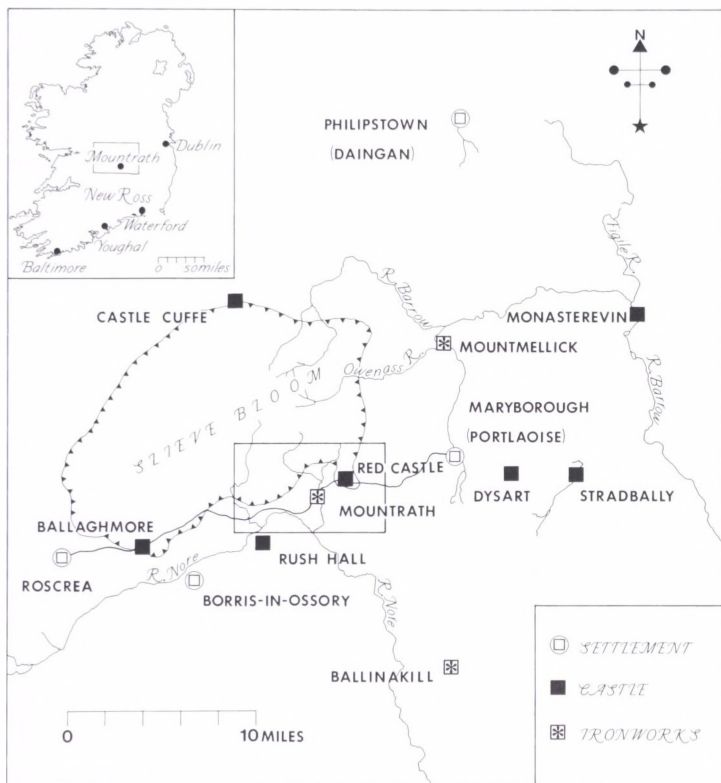 N
Dublin
Mountrath
New Ross
Waterford
Youghal
Baltimore
0 50miles
PHILIPSTOWN
(DAINGAN)
Figile R.
R. Barrow
CASTLE CUFFE
MONASTEREVIN
MOUNTMELLICK
Owenass R.
R. Barrow
SLIEVE BLOOM
MARYBOROUGH
(PORTLAOISE)
RED CASTLE
DYSART
STRADBALLY
MOUNTRATH
BALLAGHMORE
RUSH HALL
ROSCREA
R. Nore
BORRIS-IN-OSSORY
R. Nore
BALLINAKILL
SETTLEMENT
CASTLE
IRONWORKS
0 10 MILES